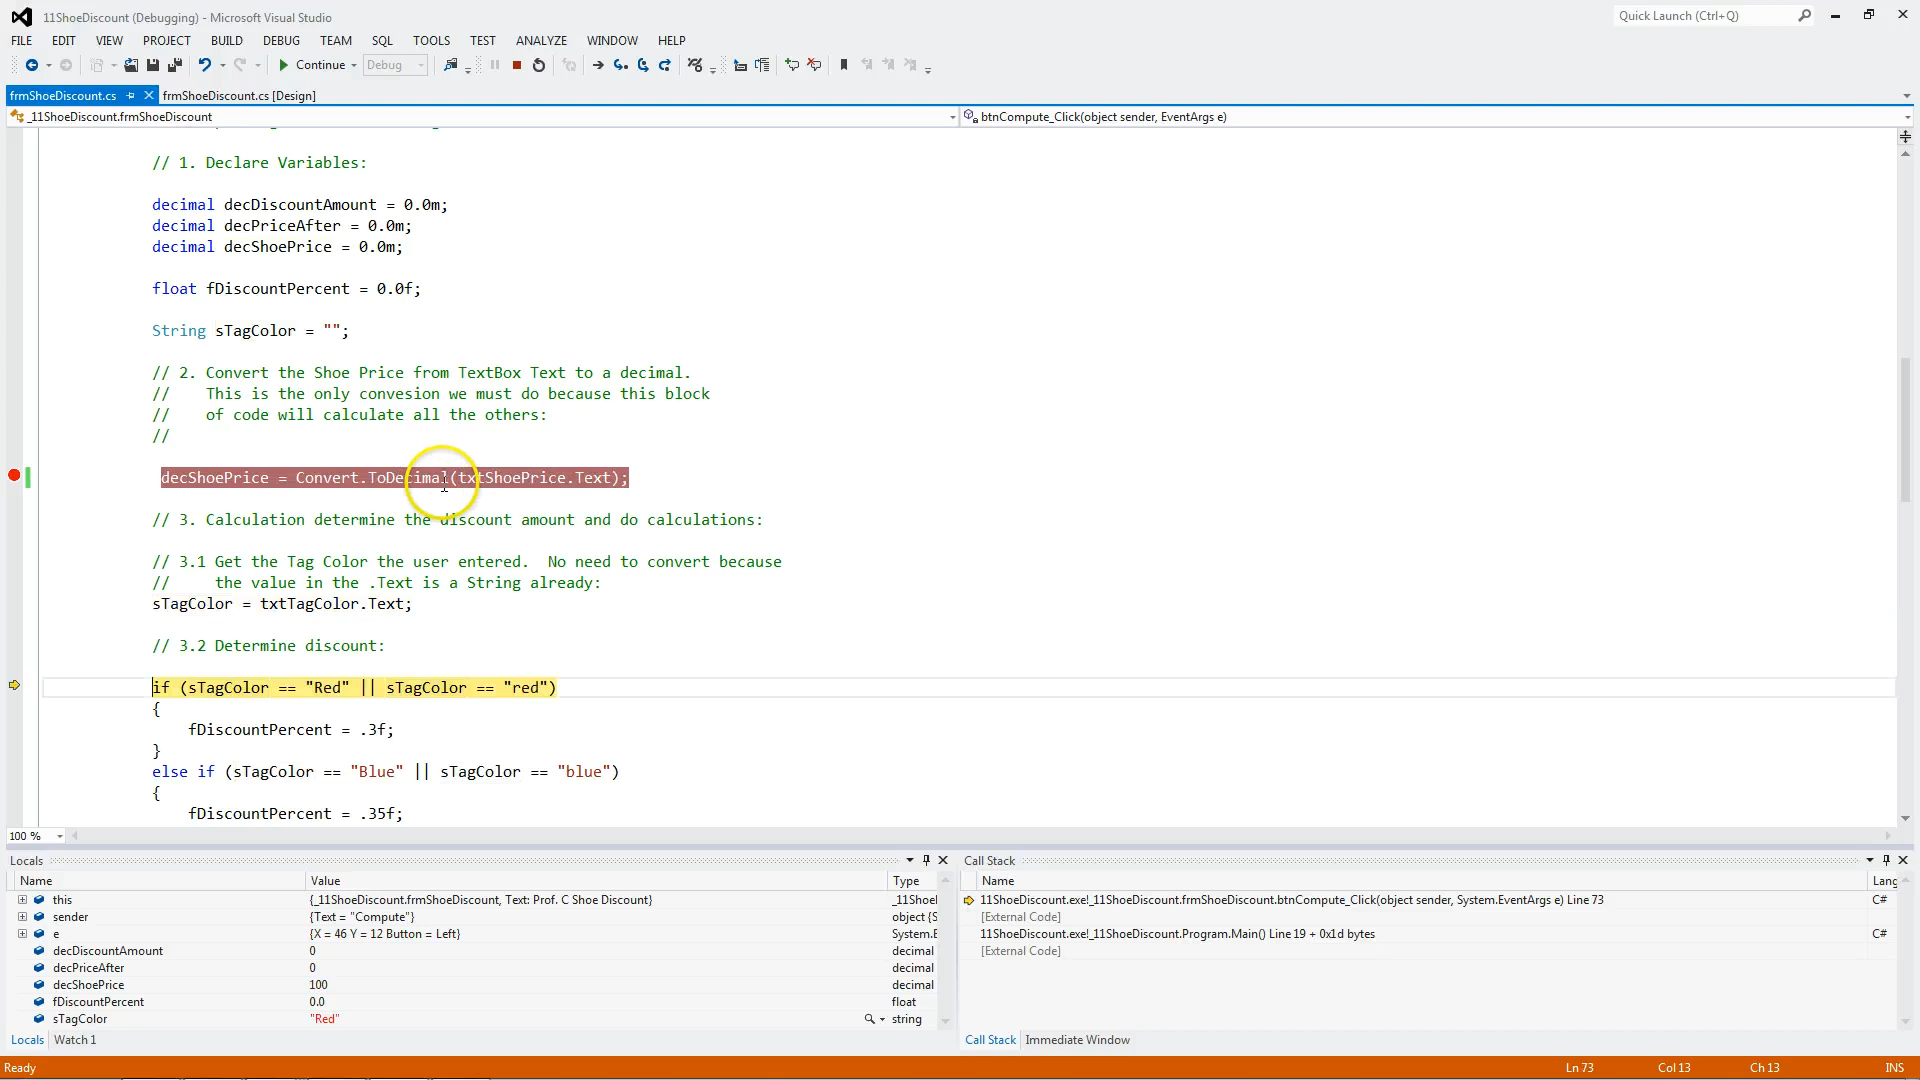 11ShoeDiscount (Debugging) - Microsoft Visual Studio
Quick Launch (Ctrl+Q)
FILE EDIT VIEW PROJECT BUILD DEBUG TEAM SQL TOOLS TEST ANALYZE WINDOW HELP
Continue Debug
frmShoeDiscount.cs frmShoeDiscount.cs [Design]
_11ShoeDiscount.frmShoeDiscount btnCompute_Click(object sender, EventArgs e)
// 1. Declare Variables:
decimal decDiscountAmount = 0.0m;
decimal decPriceAfter = 0.0m;
decimal decShoePrice = 0.0m;
float fDiscountPercent = 0.0f;
String sTagColor = "";
// 2. Convert the Shoe Price from TextBox Text to a decimal.
// This is the only convesion we must do because this block
// of code will calculate all the others:
//
decShoePrice = Convert.ToDecimal(txtShoePrice.Text);
// 3. Calculation determine the discount amount and do calculations:
// 3.1 Get the Tag Color the user entered. No need to convert because
// the value in the .Text is a String already:
sTagColor = txtTagColor.Text;
// 3.2 Determine discount:
if (sTagColor == "Red" || sTagColor == "red")
{
fDiscountPercent = .3f;
}
else if (sTagColor == "Blue" || sTagColor == "blue")
{
fDiscountPercent = .35f;
100 %
Locals
Name Value Type
this {_11ShoeDiscount.frmShoeDiscount, Text: Prof. C Shoe Discount} _11Shoel
sender {Text = "Compute"} object {S
e {X = 46 Y = 12 Button = Left} System.E
decDiscountAmount 0 decimal
decPriceAfter 0 decimal
decShoePrice 100 decimal
fDiscountPercent 0.0 float
sTagColor "Red" string
Locals Watch 1
Call Stack
Name Lang
11ShoeDiscount.exe!_11ShoeDiscount.frmShoeDiscount.btnCompute_Click(object sender, System.EventArgs e) Line 73 C#
[External Code]
11ShoeDiscount.exe!_11ShoeDiscount.Program.Main() Line 19 + 0x1d bytes C#
[External Code]
Call Stack Immediate Window
Ready Ln 73 Col 13 Ch 13 INS